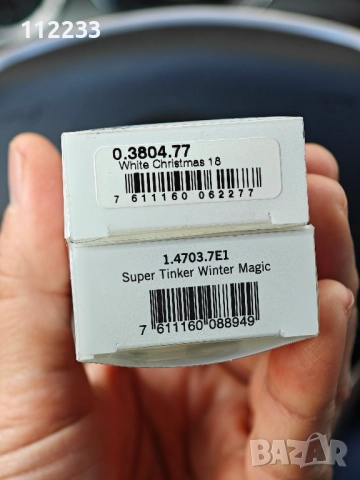 112233
0.3804.77
White Christmas 18
7 611160 062277
1.4703.7E1
Super Tinker Winter Magic
7 611160 088949
BAZAR